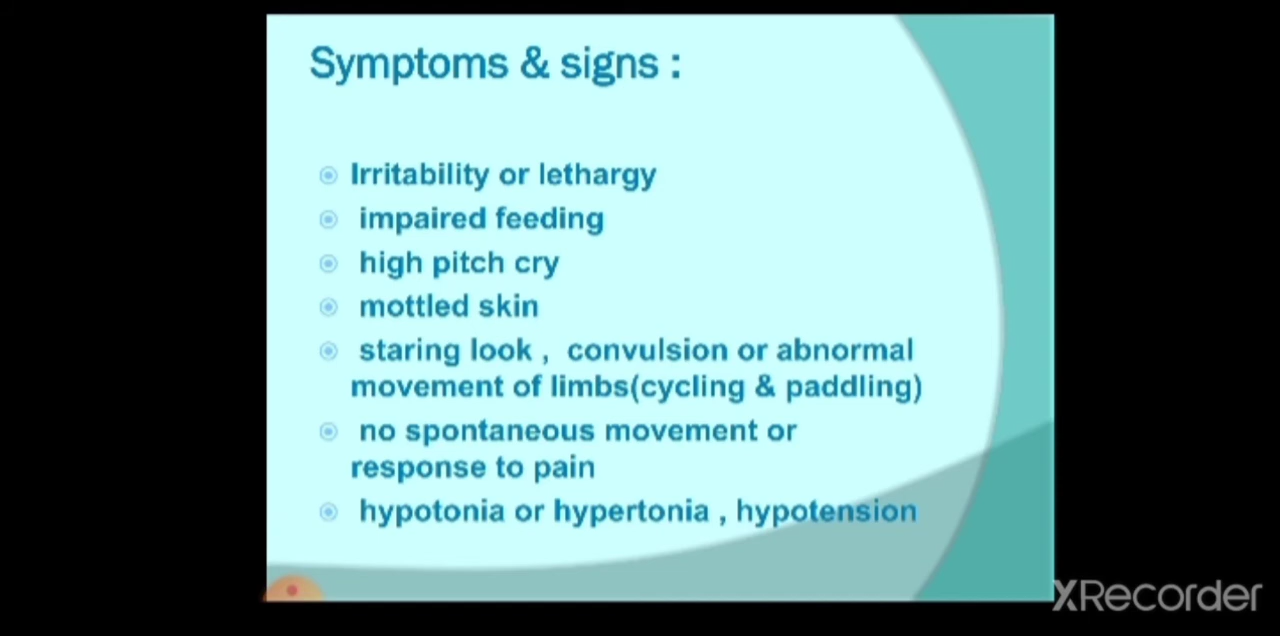 Symptoms & signs :
Irritability or lethargy
impaired feeding
high pitch cry
mottled skin
staring look , convulsion or abnormal
movement of limbs(cycling & paddling)
no spontaneous movement or
response to pain
hypotonia or hypertonia , hypotension
XRecorder